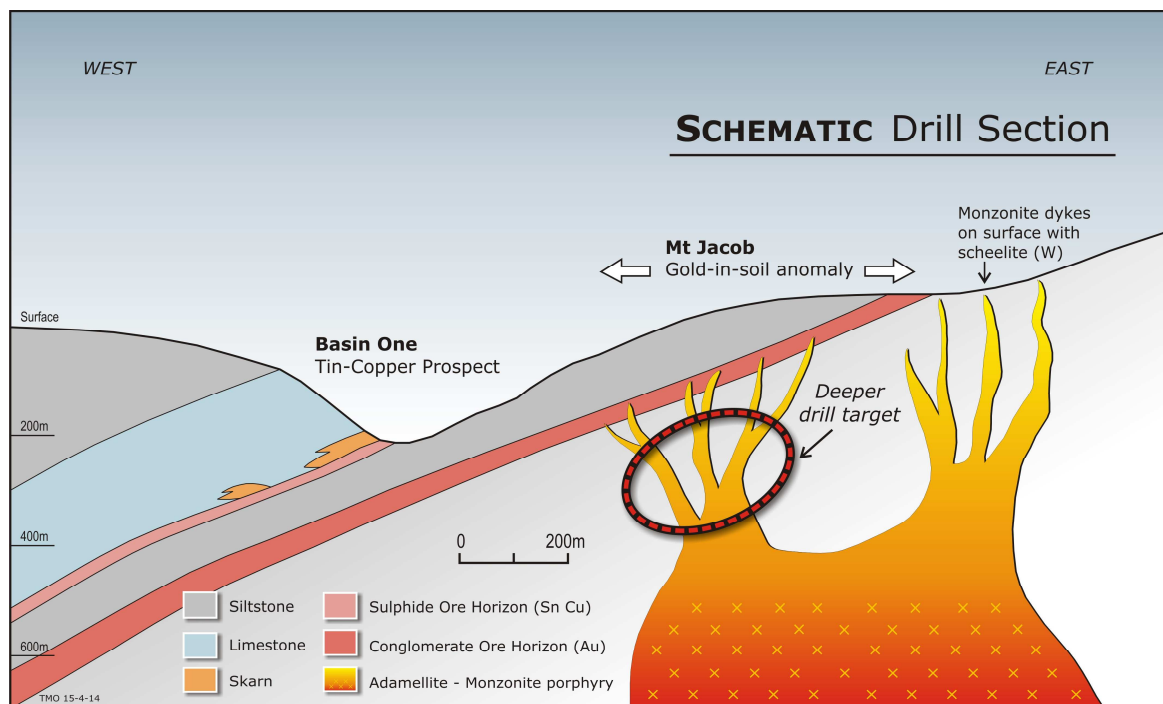 WEST
EAST
SCHEMATIC Drill Section
Monzonite dykes
on surface with
scheelite (W)
Mt Jacob
Gold-in-soil anomaly
Surface
Basin One
Tin-Copper Prospect
Deeper
drill target
200m
400m
600m
0 200m
Siltstone
Limestone
Skarn
Sulphide Ore Horizon (Sn Cu)
Conglomerate Ore Horizon (Au)
Adamellite - Monzonite porphyry
TMO 15-4-14